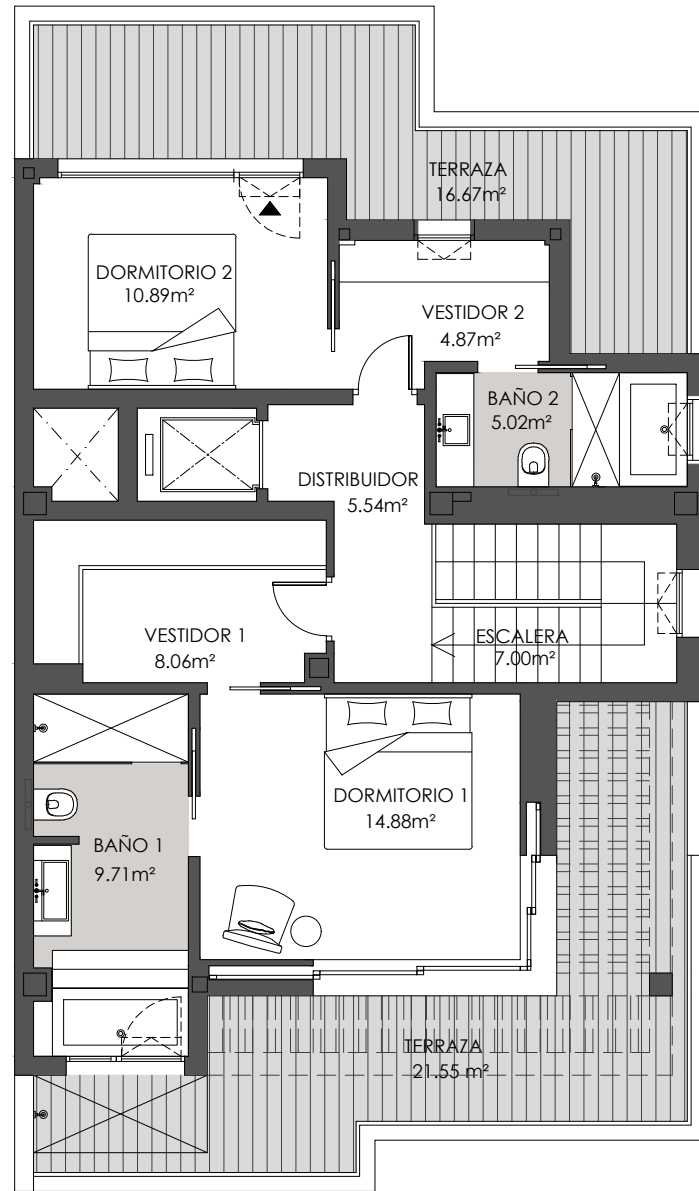 TERRAZA
16.67m²
DORMITORIO 2
10.89m²
VESTIDOR 2
4.87m²
BAÑO 2
5.02m²
DISTRIBUIDOR
5.54m²
VESTIDOR 1
8.06m²
ESCALERA
7.00m²
DORMITORIO 1
14.88m²
BAÑO 1
9.71m²
TERRAZA
21.55 m²